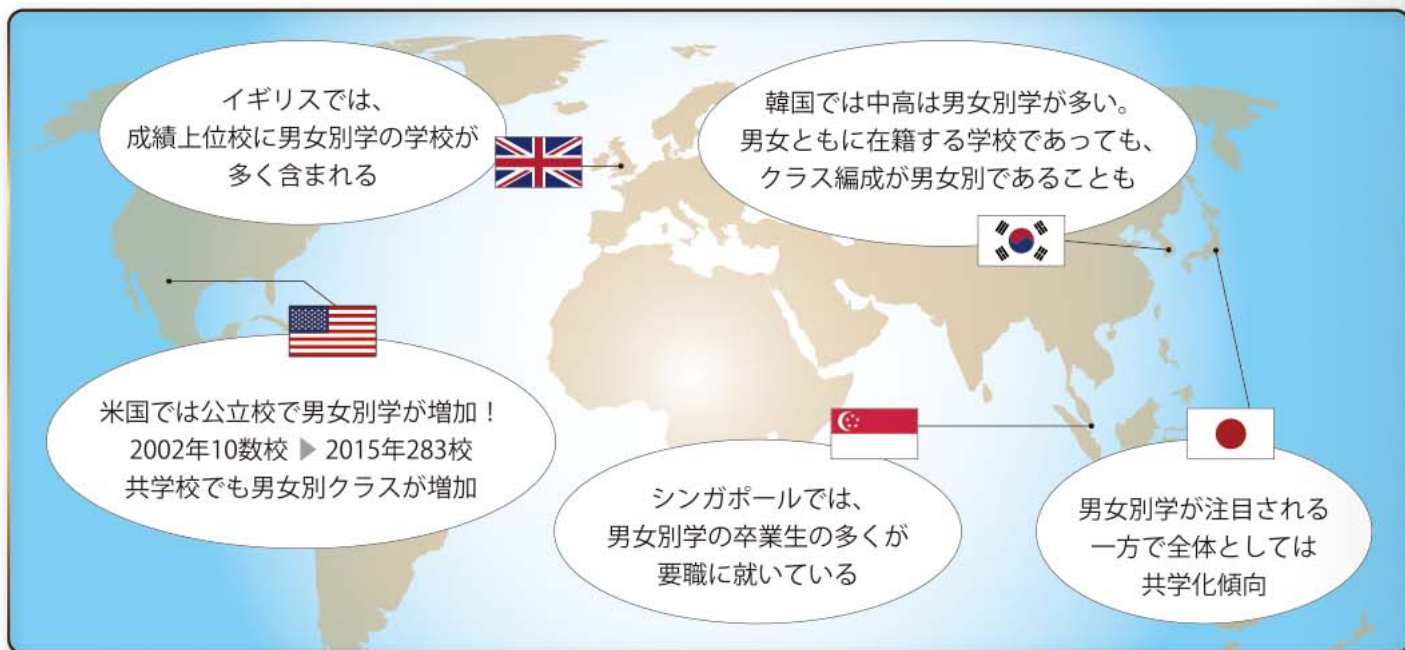 イギリスでは、
成績上位校に男女別学の学校が
多く含まれる
韓国では中高は男女別学が多い。
男女ともに在籍する学校であっても、
クラス編成が男女別であることも
米国では公立校で男女別学が増加！
2002年10数校 ▶ 2015年283校
共学校でも男女別クラスが増加
シンガポールでは、
男女別学の卒業生の多くが
要職に就いている
男女別学が注目される
一方で全体としては
共学化傾向